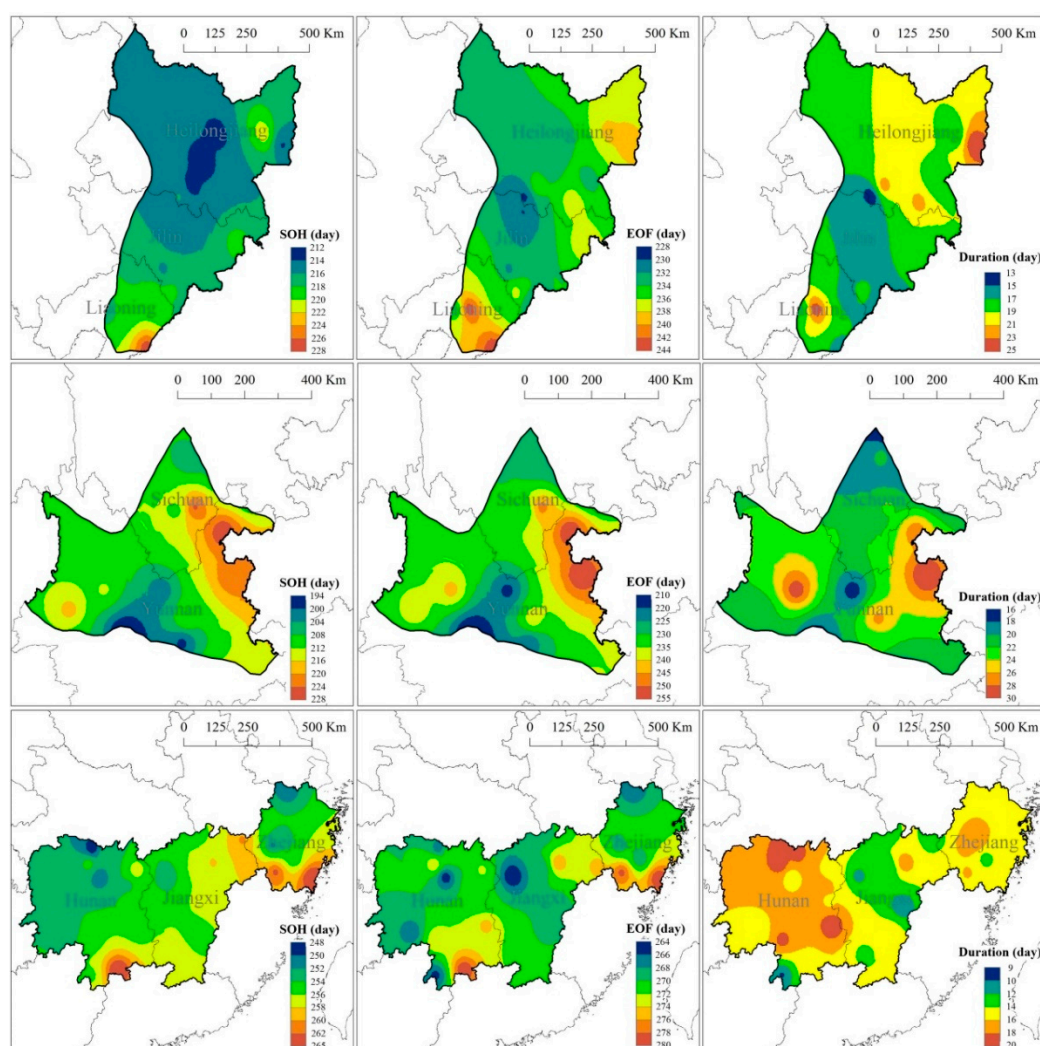 0 125 250 500 Km
Heilongjiang
Jilin
Liaoning
SOH (day)
212
214
216
218
220
222
224
226
228
0 125 250 500 Km
Heilongjiang
Jilin
Liaoning
EOF (day)
228
230
232
234
236
238
240
242
244
0 125 250 500 Km
Heilongjiang
Jilin
Liaoning
Duration (day)
13
15
17
19
21
23
25
0 100 200 400 Km
Sichuan
Yunnan
SOH (day)
194
200
204
208
212
216
220
224
228
0 100 200 400 Km
Sichuan
Yunnan
EOF (day)
210
215
220
225
230
235
240
245
250
255
0 100 200 400 Km
Sichuan
Yunnan
Duration (day)
16
18
20
22
24
26
28
30
0 125 250 500 Km
Zhejiang
Hunan
Jiangxi
SOH (day)
248
250
252
254
256
258
260
262
265
0 125 250 500 Km
Zhejiang
Hunan
Jiangxi
EOF (day)
264
266
268
270
272
274
276
278
280
0 125 250 500 Km
Zhejiang
Hunan
Jiangxi
Duration (day)
9
10
12
14
16
18
20